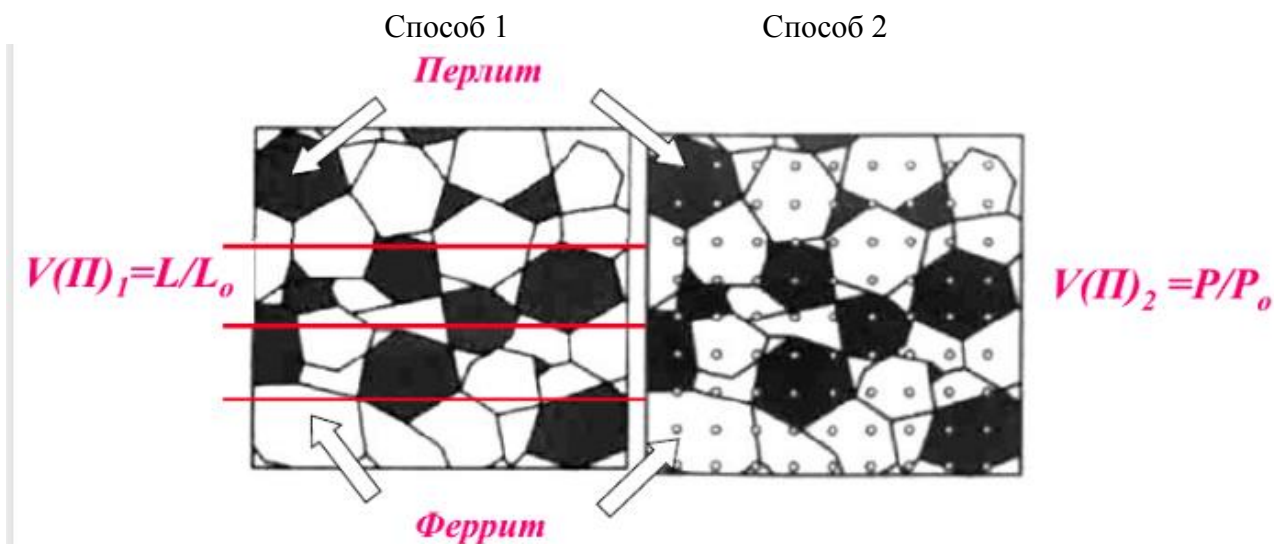 Способ 1 Способ 2
Перлит
V(П)₁=L/Lₒ V(П)₂ =P/Pₒ
Феррит